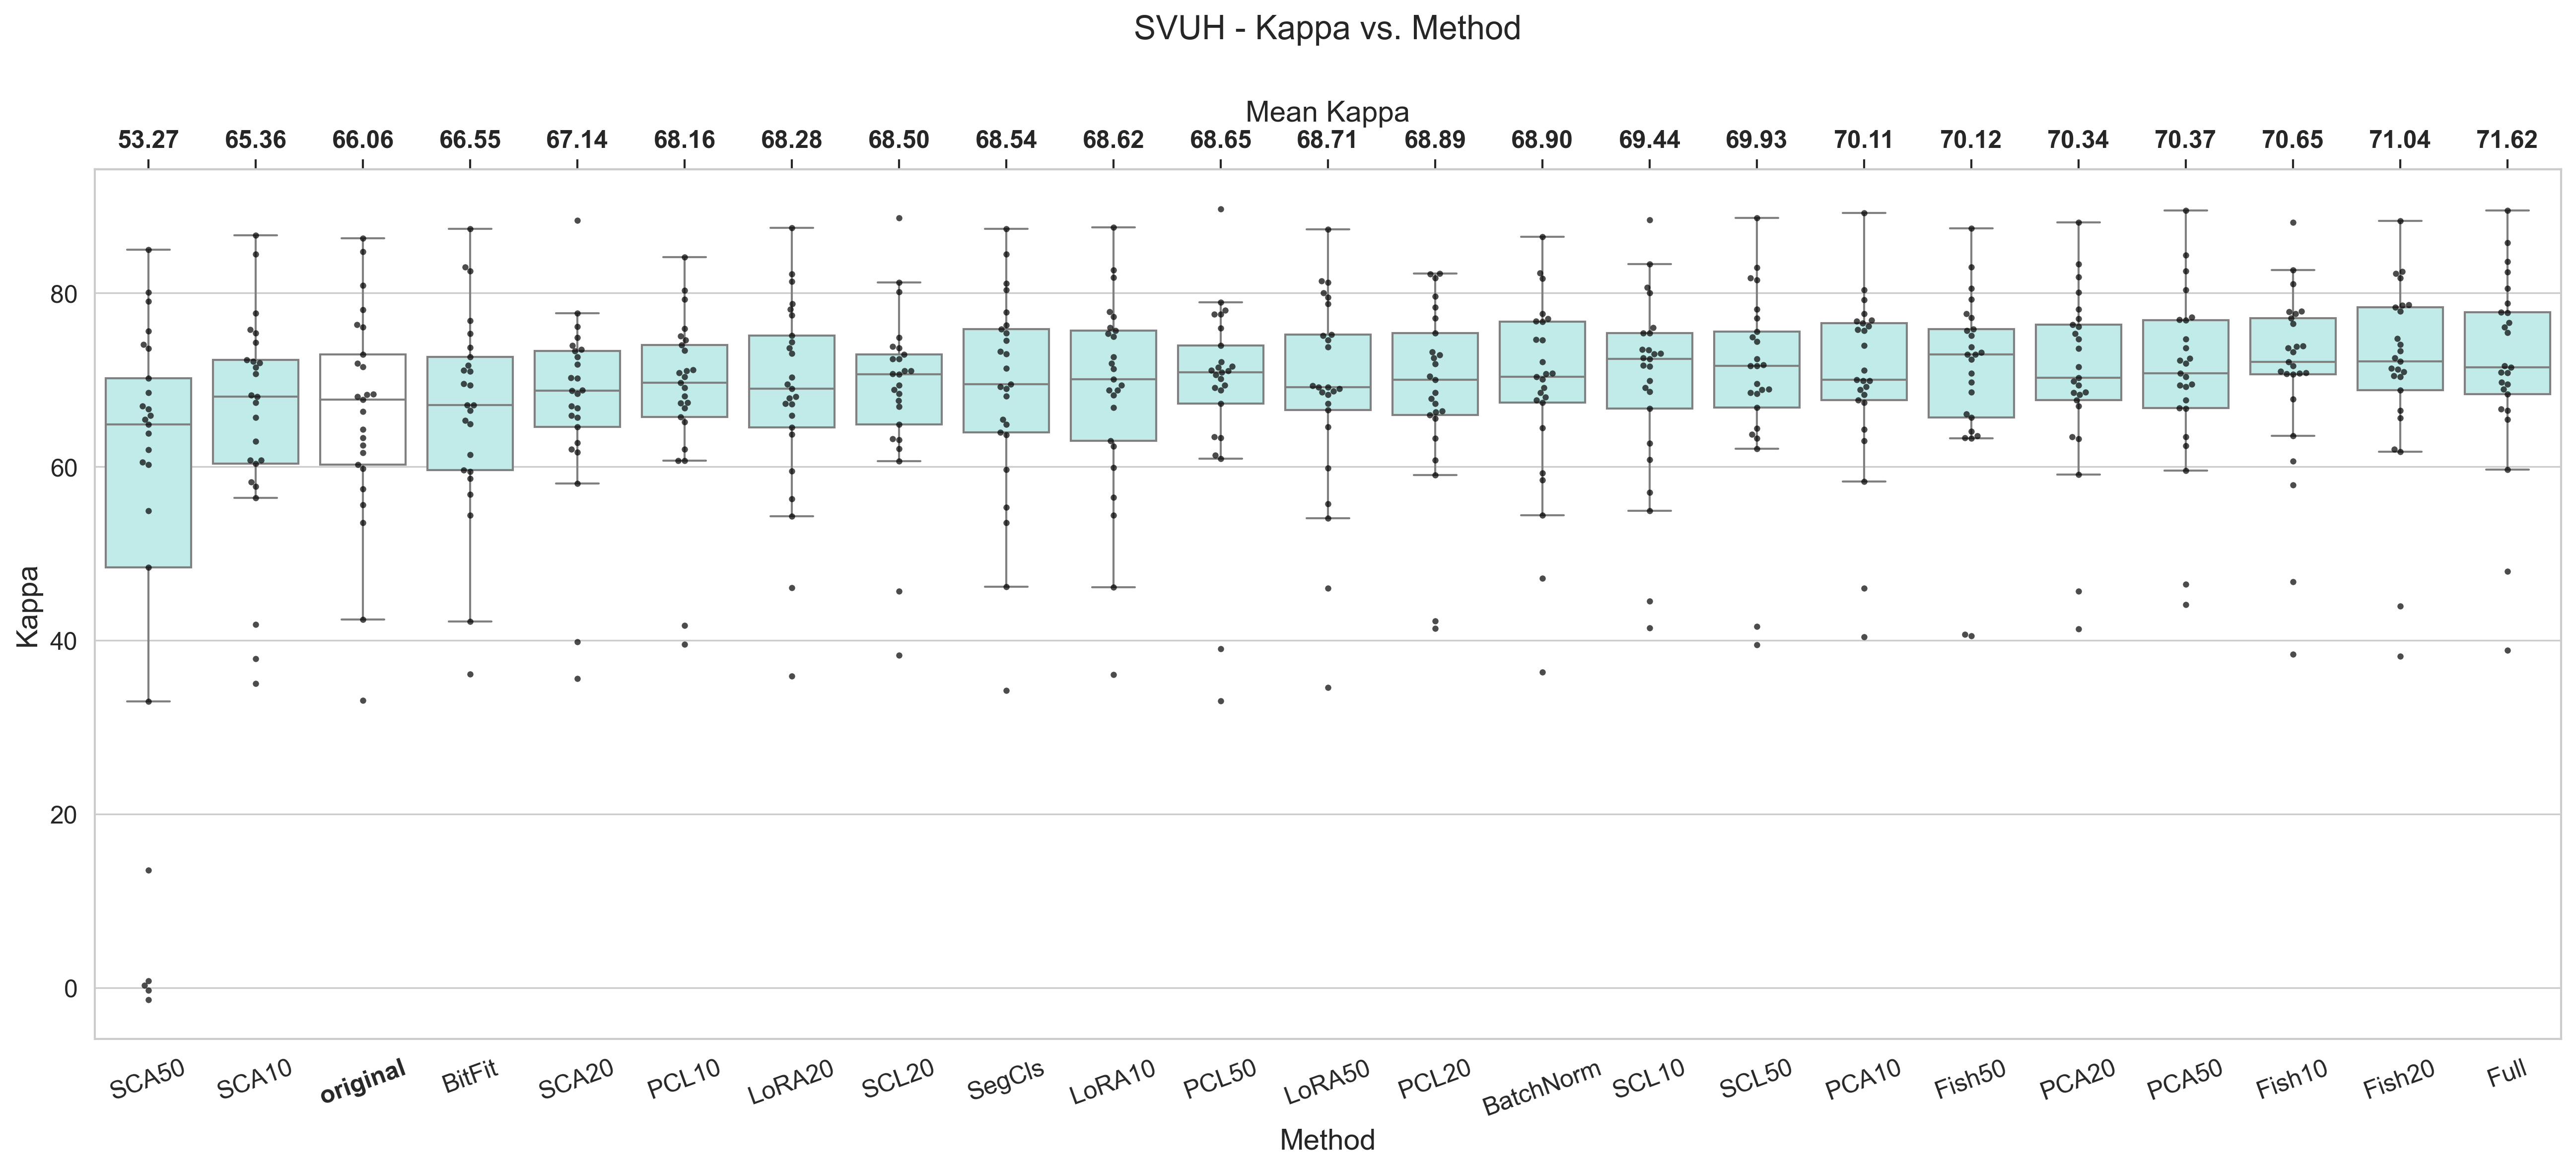 SVUH - Kappa vs. Method
Mean Kappa
53.27 65.36 66.06 66.55 67.14 68.16 68.28 68.50 68.54 68.62 68.65 68.71 68.89 68.90 69.44 69.93 70.11 70.12 70.34 70.37 70.65 71.04 71.62
Kappa
80
60
40
20
0
SCA50 SCA10 original BitFit SCA20 PCL10 LoRA20 SCL20 SegCls LoRA10 PCL50 LoRA50 PCL20 BatchNorm SCL10 SCL50 PCA10 Fish50 PCA20 PCA50 Fish10 Fish20 Full
Method